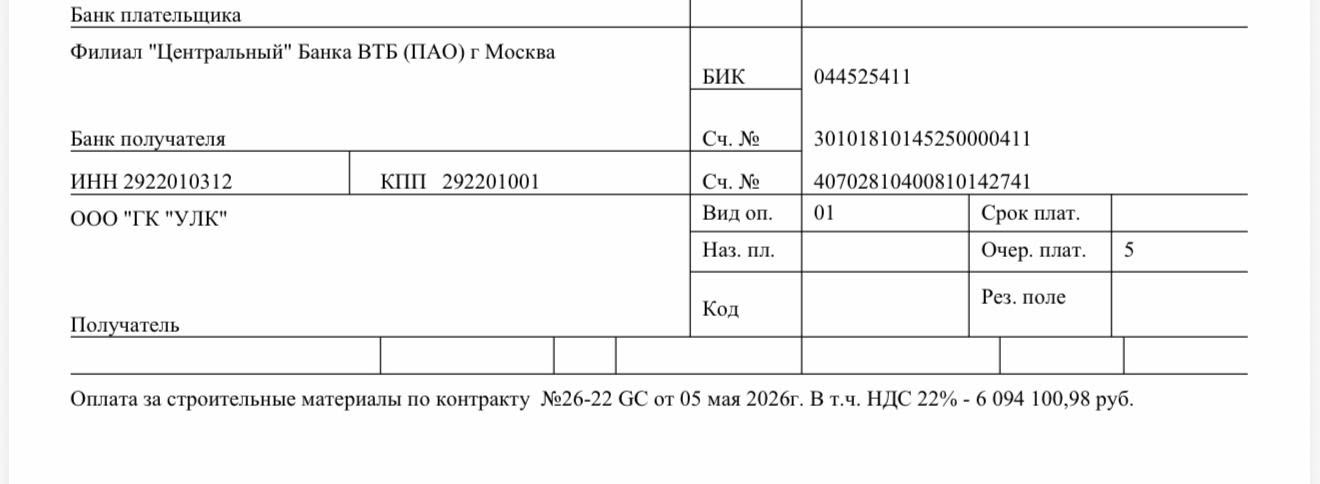 Банк плательщика
Филиал "Центральный" Банка ВТБ (ПАО) г Москва
БИК 044525411
Банк получателя Сч. № 30101810145250000411
ИНН 2922010312 КПП 292201001 Сч. № 40702810400810142741
ООО "ГК "УЛК" Вид оп. 01 Срок плат.
Наз. пл. Очер. плат. 5
Код Рез. поле
Получатель
Оплата за строительные материалы по контракту №26-22 GC от 05 мая 2026г. В т.ч. НДС 22% - 6 094 100,98 руб.